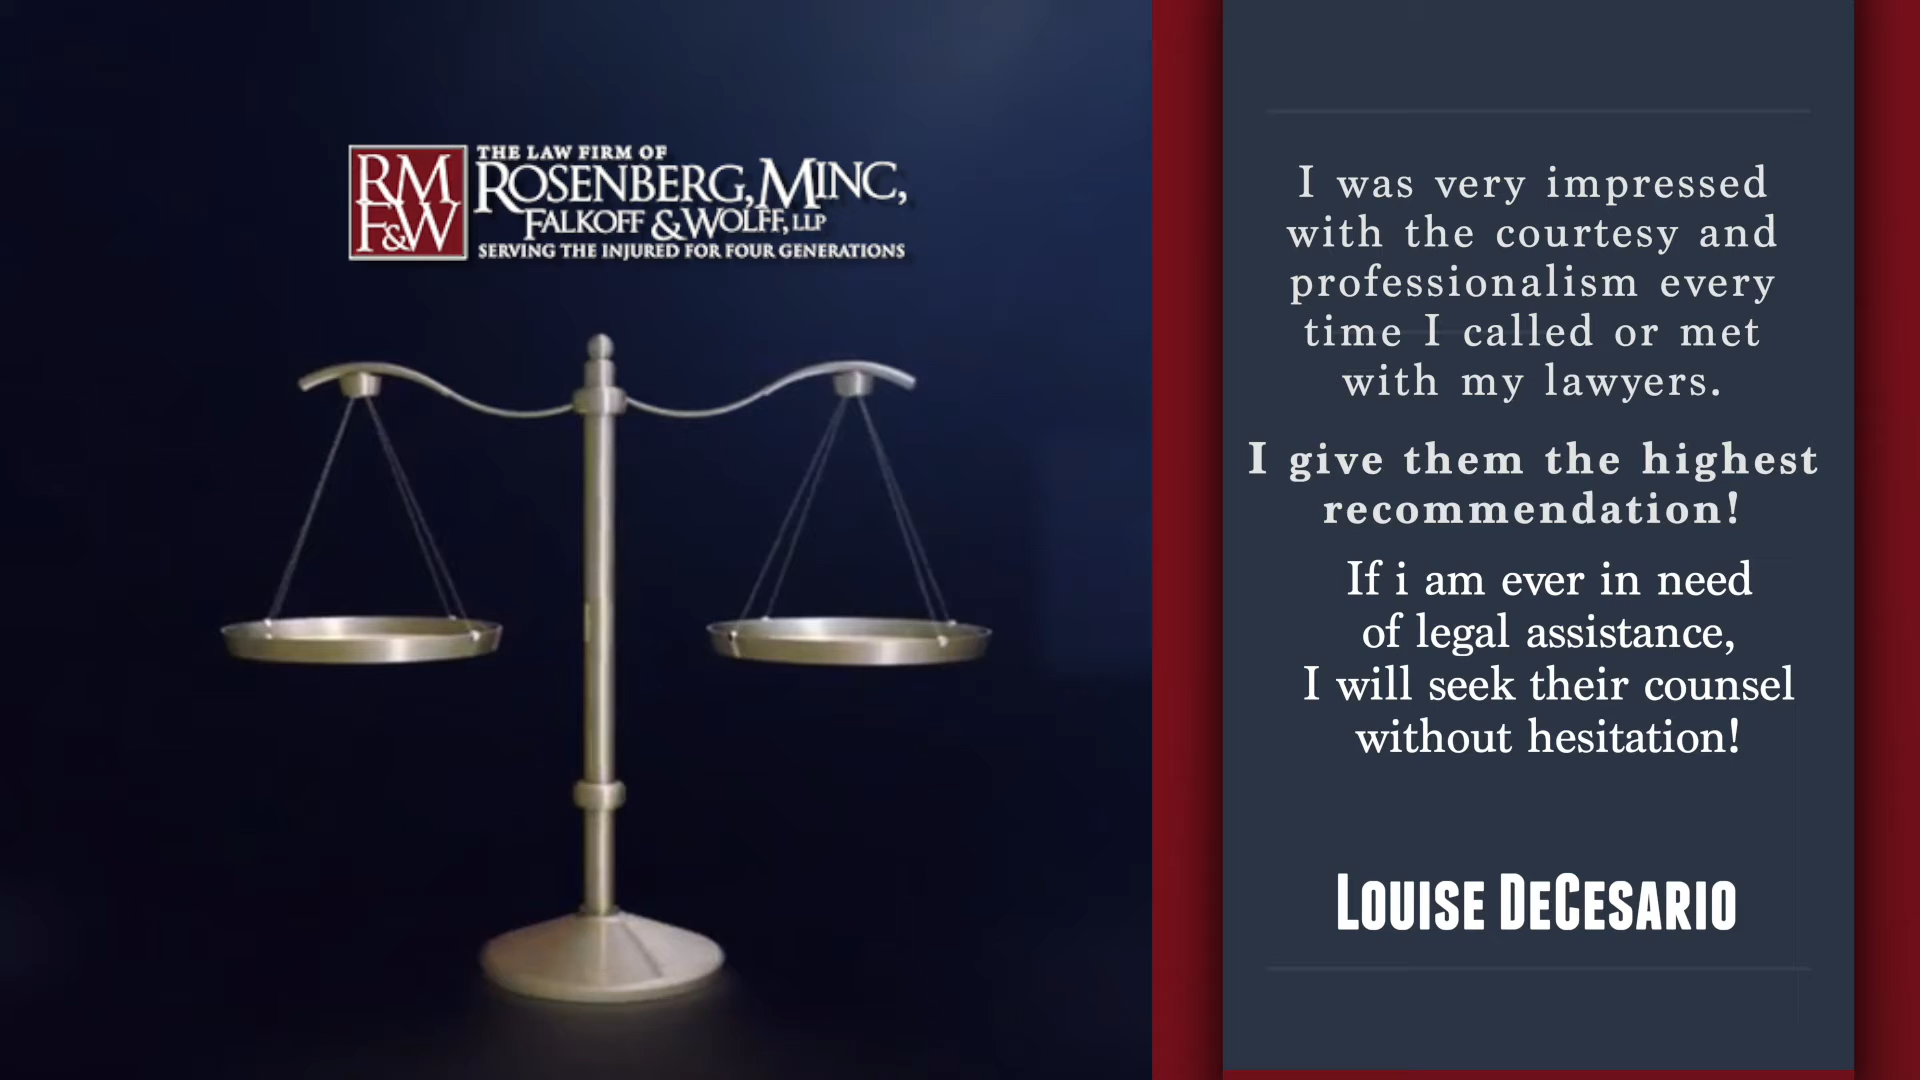 RM
F&W
THE LAW FIRM OF
ROSENBERG, MINC,
FALKOFF & WOLFF, LLP
SERVING THE INJURED FOR FOUR GENERATIONS
I was very impressed
with the courtesy and
professionalism every
time I called or met
with my lawyers.
I give them the highest
recommendation!
If i am ever in need
of legal assistance,
I will seek their counsel
without hesitation!
LOUISE DECESARIO